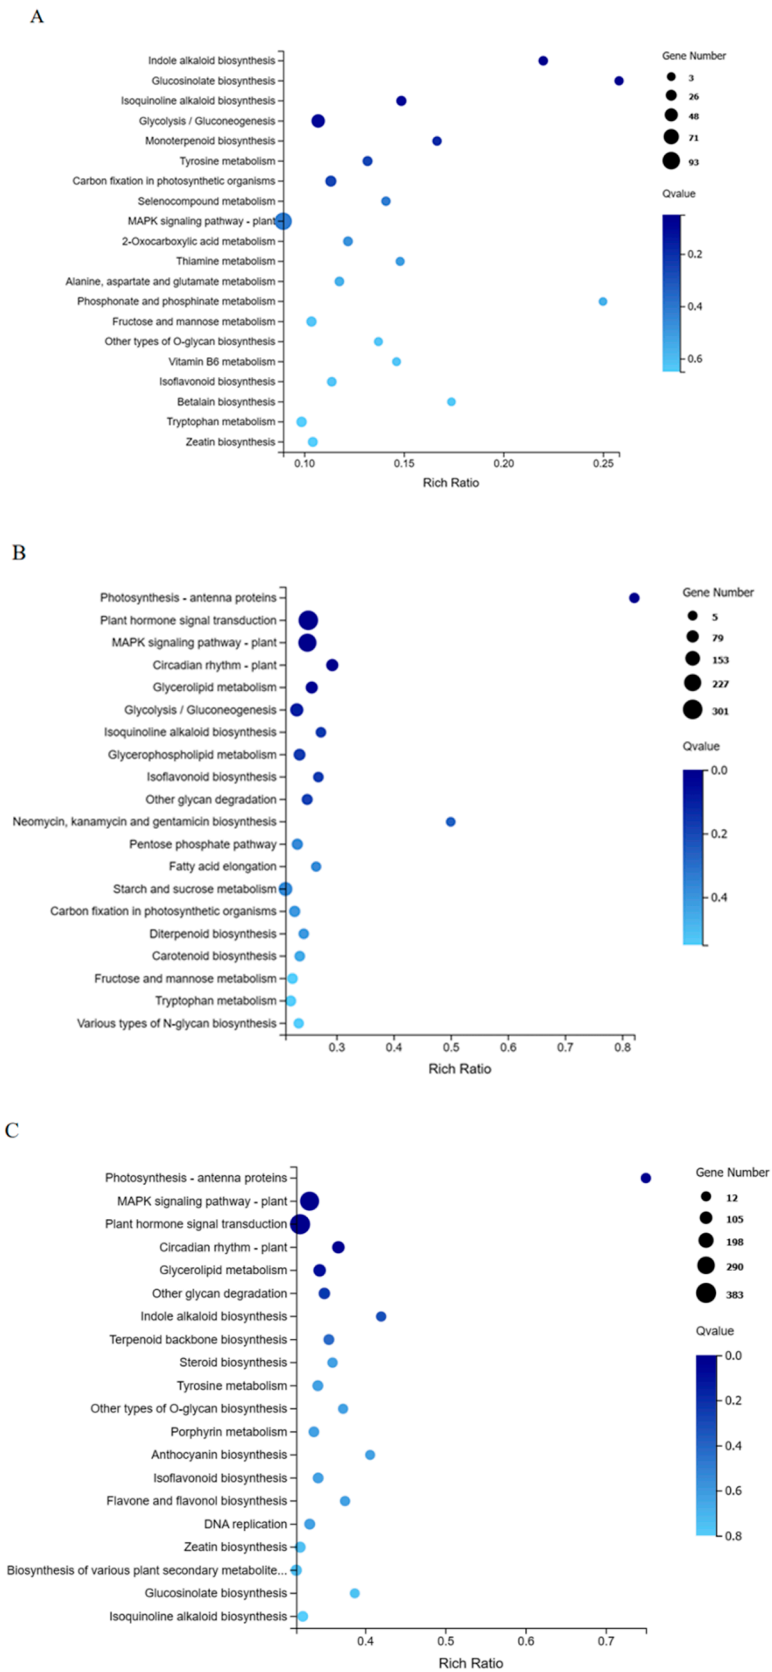 A
Indole alkaloid biosynthesis
Glucosinolate biosynthesis
Isoquinoline alkaloid biosynthesis
Glycolysis / Gluconeogenesis
Monoterpenoid biosynthesis
Tyrosine metabolism
Carbon fixation in photosynthetic organisms
Selenocompound metabolism
MAPK signaling pathway - plant
2-Oxocarboxylic acid metabolism
Thiamine metabolism
Alanine, aspartate and glutamate metabolism
Phosphonate and phosphinate metabolism
Fructose and mannose metabolism
Other types of O-glycan biosynthesis
Vitamin B6 metabolism
Isoflavonoid biosynthesis
Betalain biosynthesis
Tryptophan metabolism
Zeatin biosynthesis
0.10 0.15 0.20 0.25
Rich Ratio
Gene Number
3
26
48
71
93
Qvalue
0.2
0.4
0.6
B
Photosynthesis - antenna proteins
Plant hormone signal transduction
MAPK signaling pathway - plant
Circadian rhythm - plant
Glycerolipid metabolism
Glycolysis / Gluconeogenesis
Isoquinoline alkaloid biosynthesis
Glycerophospholipid metabolism
Isoflavonoid biosynthesis
Other glycan degradation
Neomycin, kanamycin and gentamicin biosynthesis
Pentose phosphate pathway
Fatty acid elongation
Starch and sucrose metabolism
Carbon fixation in photosynthetic organisms
Diterpenoid biosynthesis
Carotenoid biosynthesis
Fructose and mannose metabolism
Tryptophan metabolism
Various types of N-glycan biosynthesis
0.3 0.4 0.5 0.6 0.7 0.8
Rich Ratio
Gene Number
5
79
153
227
301
Qvalue
0.0
0.2
0.4
C
Photosynthesis - antenna proteins
MAPK signaling pathway - plant
Plant hormone signal transduction
Circadian rhythm - plant
Glycerolipid metabolism
Other glycan degradation
Indole alkaloid biosynthesis
Terpenoid backbone biosynthesis
Steroid biosynthesis
Tyrosine metabolism
Other types of O-glycan biosynthesis
Porphyrin metabolism
Anthocyanin biosynthesis
Isoflavonoid biosynthesis
Flavone and flavonol biosynthesis
DNA replication
Zeatin biosynthesis
Biosynthesis of various plant secondary metabolite...
Glucosinolate biosynthesis
Isoquinoline alkaloid biosynthesis
0.4 0.5 0.6 0.7
Rich Ratio
Gene Number
12
105
198
290
383
Qvalue
0.0
0.2
0.4
0.6
0.8